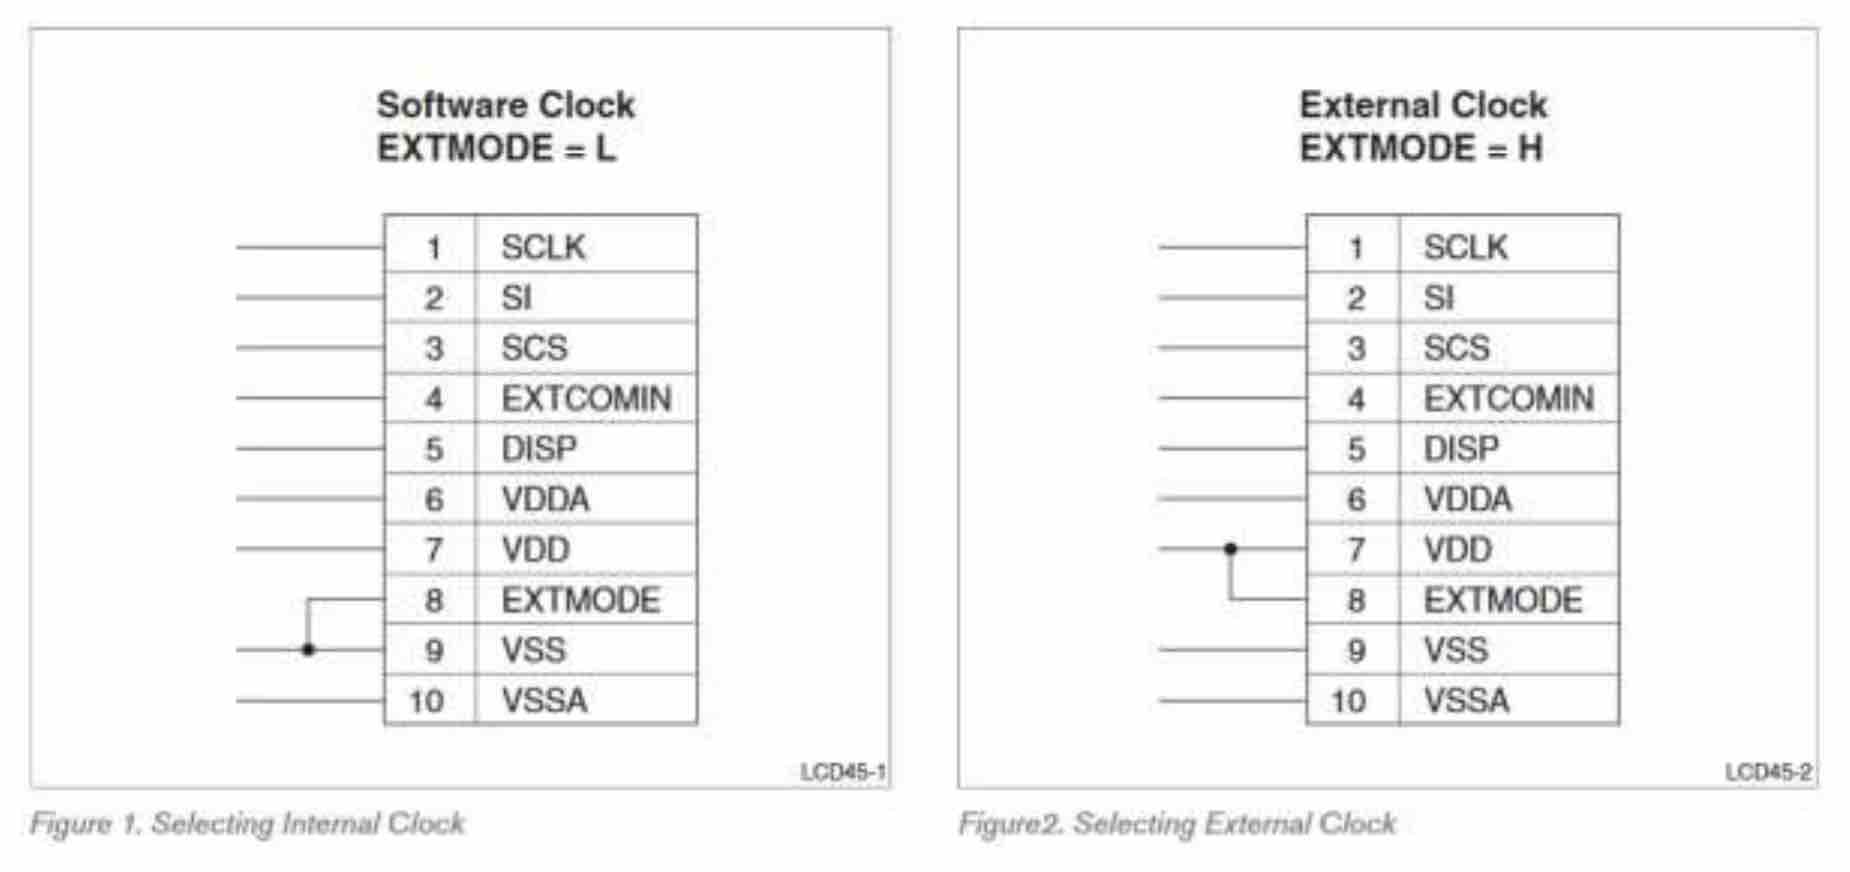 Software Clock
EXTMODE = L
1 SCLK
2 SI
3 SCS
4 EXTCOMIN
5 DISP
6 VDDA
7 VDD
8 EXTMODE
9 VSS
10 VSSA
LCD45-1
Figure 1. Selecting Internal Clock
External Clock
EXTMODE = H
1 SCLK
2 SI
3 SCS
4 EXTCOMIN
5 DISP
6 VDDA
7 VDD
8 EXTMODE
9 VSS
10 VSSA
LCD45-2
Figure2. Selecting External Clock